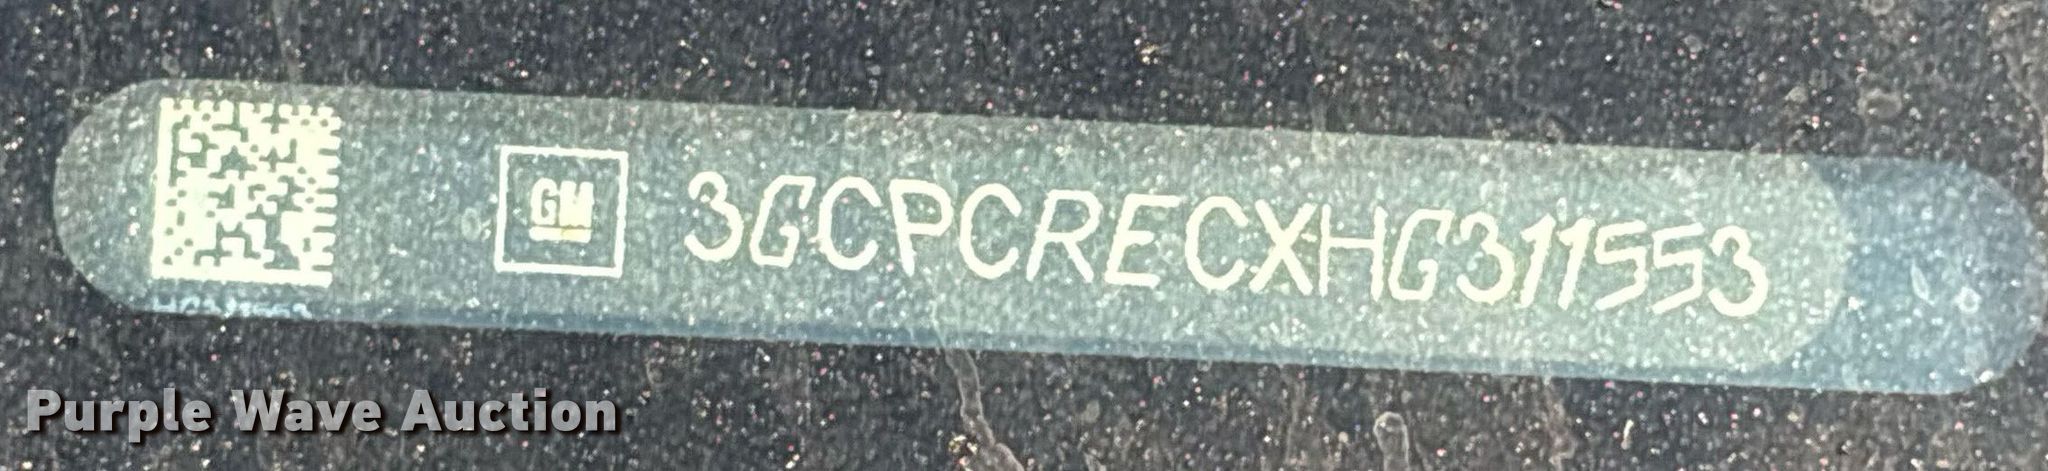 GM 3GCPCRECXHG311553
Purple Wave Auction